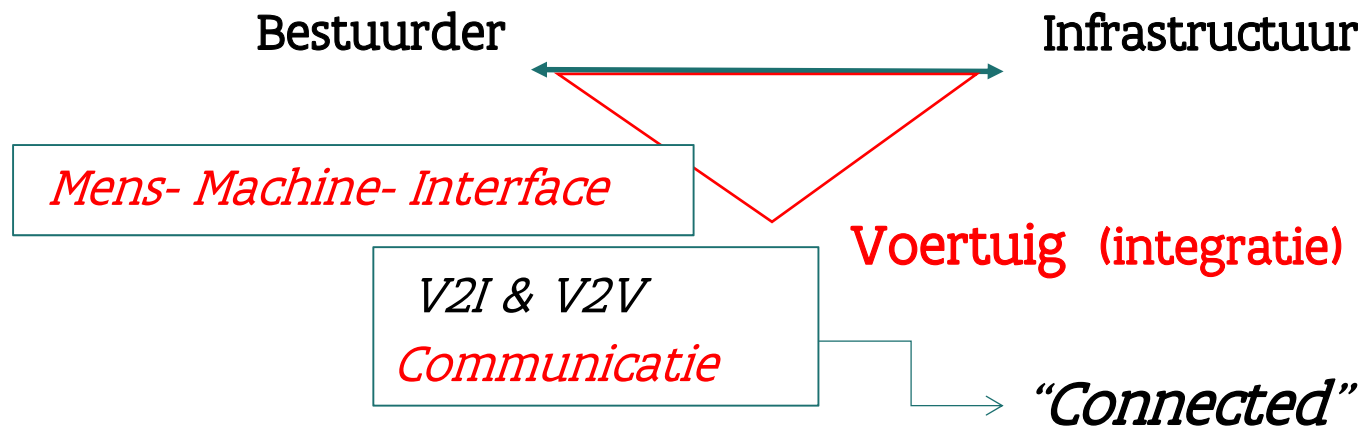 Bestuurder
Infrastructuur
Mens- Machine- Interface
Voertuig (integratie)
V2I & V2V
Communicatie
“Connected”